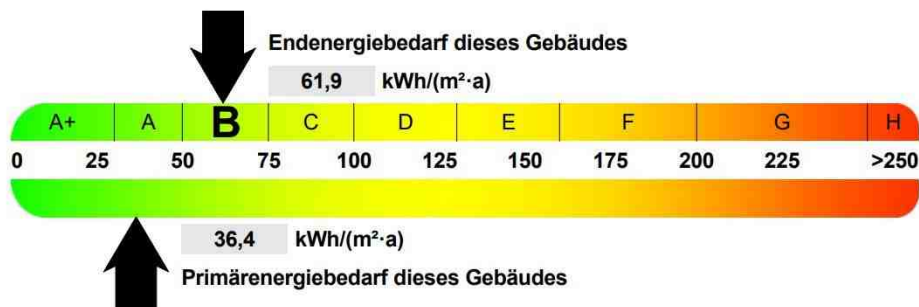 Endenergiebedarf dieses Gebäudes
61,9 kWh/(m²·a)
A+ A B C D E F G H
0 25 50 75 100 125 150 175 200 225 >250
36,4 kWh/(m²·a)
Primärenergiebedarf dieses Gebäudes